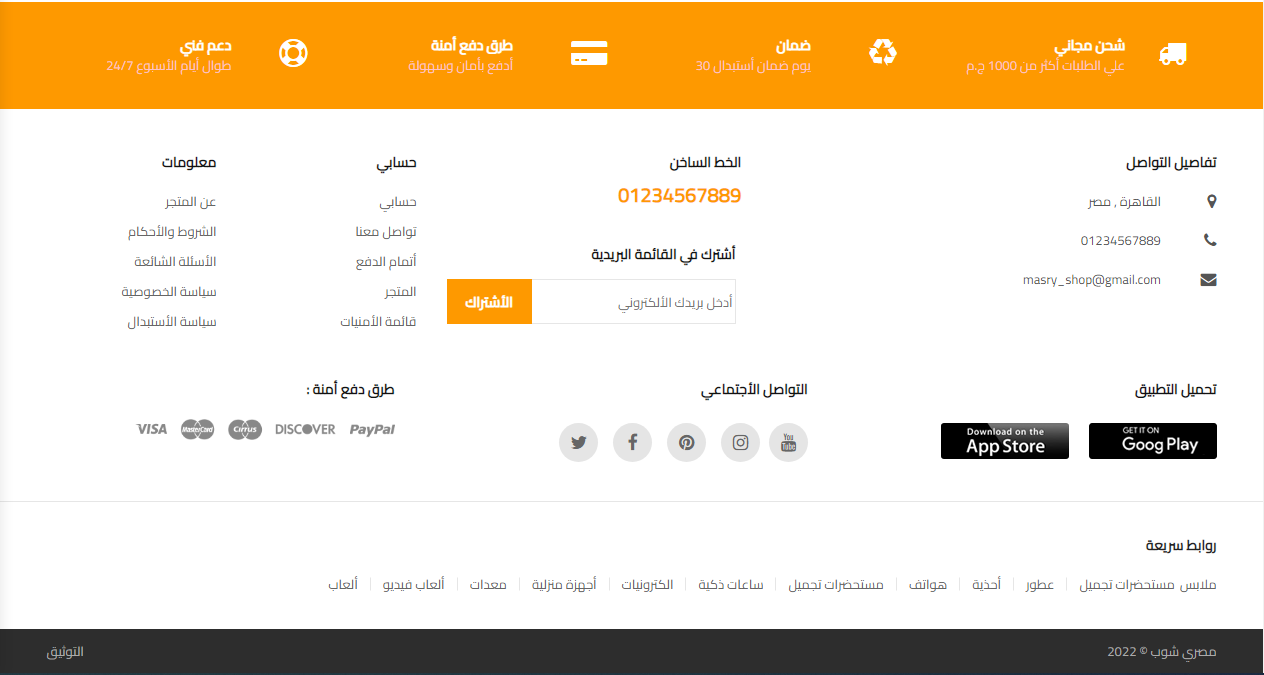 شحن مجاني
علي الطلبات أكثر من 1000 ج.م
ضمان
يوم ضمان أستبدال 30
طرق دفع أمنة
أدفع بأمان وسهولة
دعم فني
طوال أيام الأسبوع 24/7
تفاصيل التواصل
القاهرة , مصر
01234567889
masry_shop@gmail.com
الخط الساخن
01234567889
أشترك في القائمة البريدية
أدخل بريدك الألكتروني
الأشتراك
حسابي
حسابي
تواصل معنا
أتمام الدفع
المتجر
قائمة الأمنيات
معلومات
عن المتجر
الشروط والأحكام
الأسئلة الشائعة
سياسة الخصوصية
سياسة الأستبدال
تحميل التطبيق
GET IT ON
Goog Play
Download on the
App Store
التواصل الأجتماعي
You
Tube
طرق دفع أمنة :
VISA MasterCard Cirrus DISCOVER PayPal
روابط سريعة
ملابس مستحضرات تجميل عطور أحذية هواتف مستحضرات تجميل ساعات ذكية الكترونيات أجهزة منزلية معدات ألعاب فيديو ألعاب
مصري شوب © 2022
التوثيق